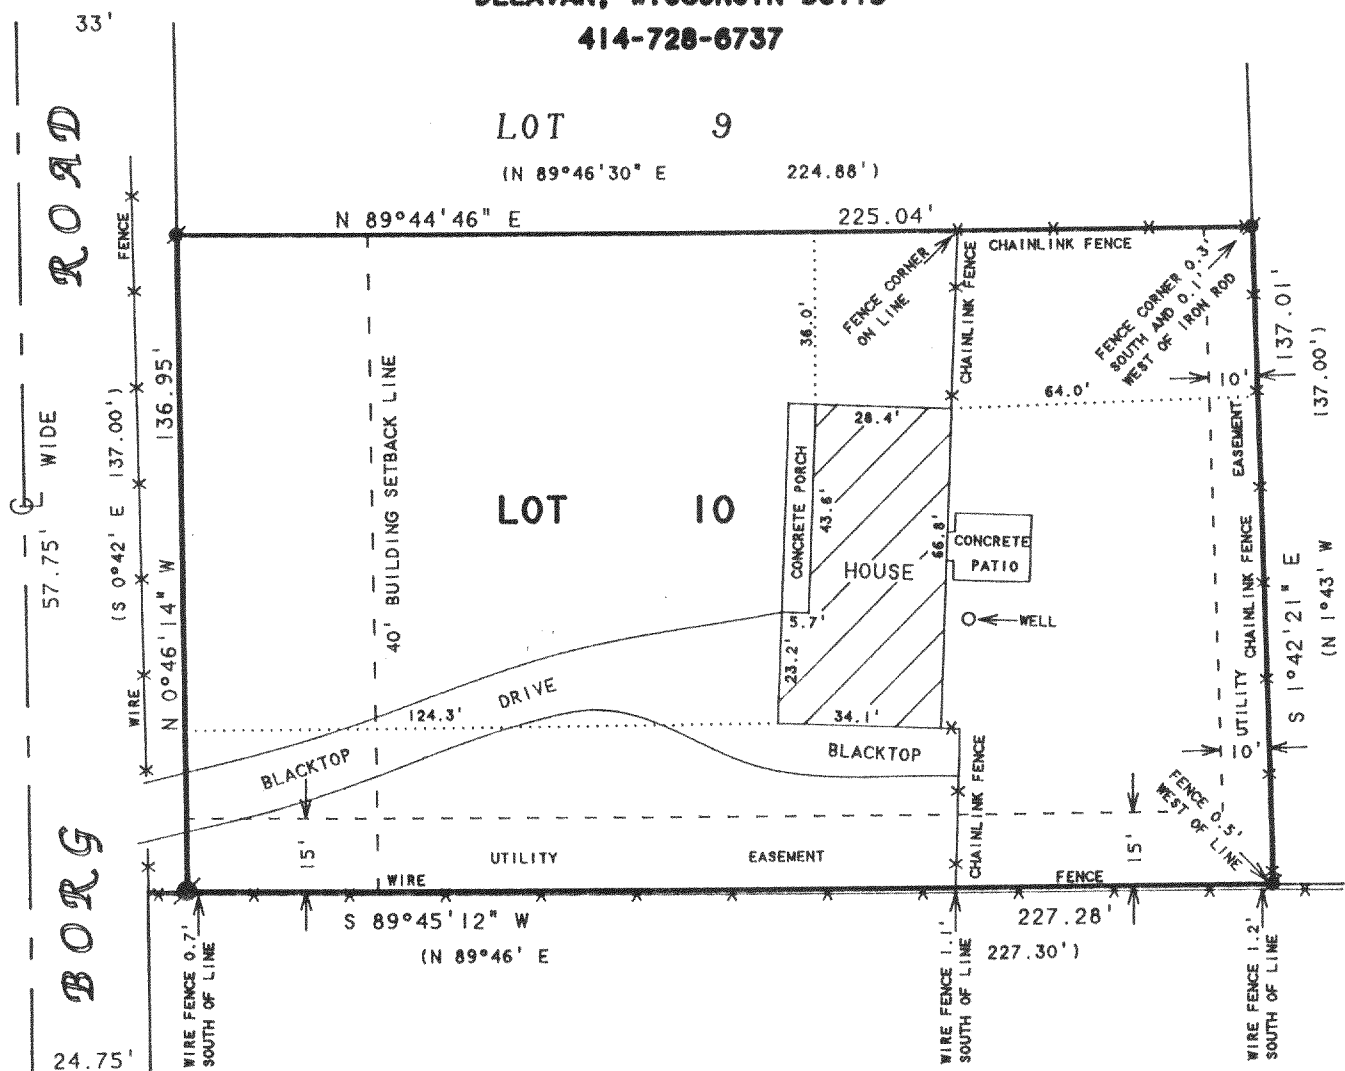 414-728-6737
33'
LOT 9
(N 89°46'30" E 224.88')
N 89°44'46" E 225.04'
ROAD
FENCE
CHAINLINK FENCE
FENCE CORNER
ON LINE
CHAINLINK FENCE
FENCE CORNER 0.3'
SOUTH AND 0.1'
WEST OF IRON ROD
137.01'
137.00')
36.0'
10'
64.0'
136.95'
(S 0°42' E 137.00')
40' BUILDING SETBACK LINE
28.4'
EASEMENT
WIDE
℄
57.75'
LOT 10
CONCRETE PORCH
43.6'
66.8'
HOUSE
CONCRETE
PATIO
CHAINLINK FENCE
S 1°42'21" E
(N 1°43' W
N 0°46'14" W
5.7'
WELL
23.2'
WIRE
DRIVE
124.3'
34.1'
UTILITY
10'
BLACKTOP
BLACKTOP
CHAINLINK FENCE
FENCE 0.5'
WEST OF LINE
BORG
15'
UTILITY EASEMENT
15'
WIRE
FENCE
S 89°45'12" W 227.28'
(N 89°46' E 227.30')
WIRE FENCE 0.7'
SOUTH OF LINE
WIRE FENCE 1.1'
SOUTH OF LINE
WIRE FENCE 1.2'
SOUTH OF LINE
24.75'